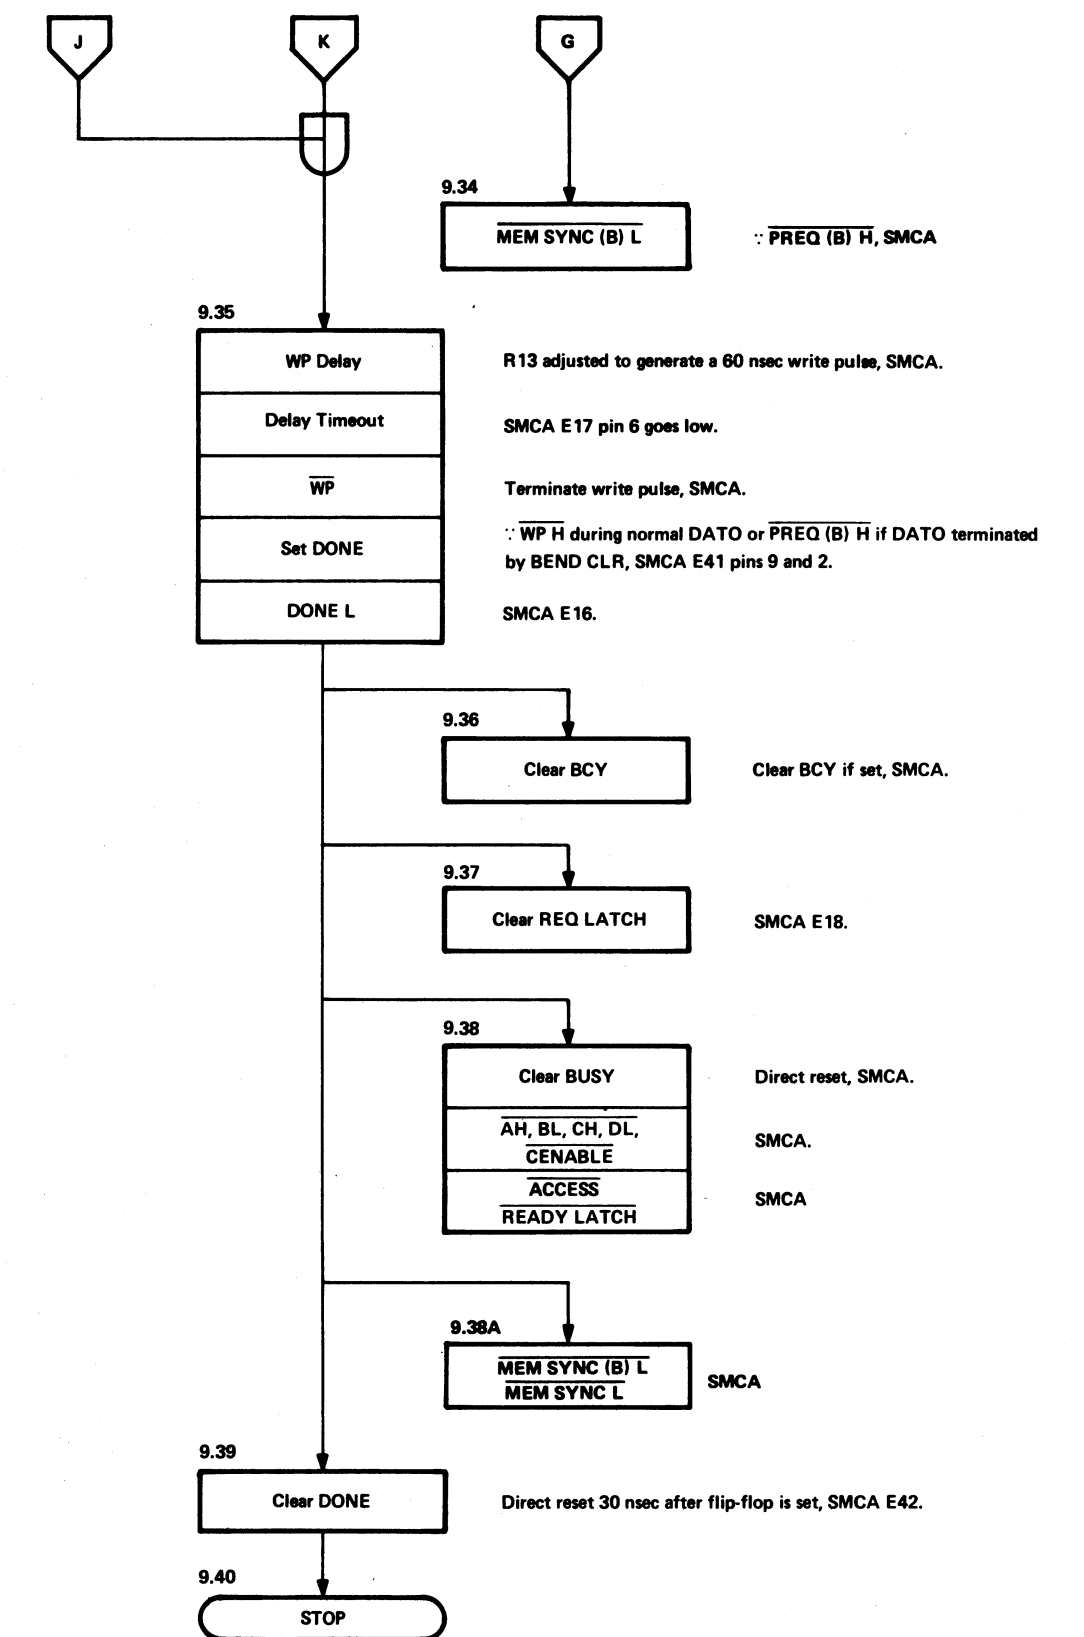 J
K
G
9.34
MEM SYNC (B) L
∵ PREQ (B) H, SMCA
9.35
WP Delay
R13 adjusted to generate a 60 nsec write pulse, SMCA.
Delay Timeout
SMCA E17 pin 6 goes low.
WP
Terminate write pulse, SMCA.
Set DONE
∵ WP H during normal DATO or PREQ (B) H if DATO terminated
by BEND CLR, SMCA E41 pins 9 and 2.
DONE L
SMCA E16.
9.36
Clear BCY
Clear BCY if set, SMCA.
9.37
Clear REQ LATCH
SMCA E18.
9.38
Clear BUSY
Direct reset, SMCA.
AH, BL, CH, DL,
CENABLE
SMCA.
ACCESS
READY LATCH
SMCA
9.38A
MEM SYNC (B) L
MEM SYNC L
SMCA
9.39
Clear DONE
Direct reset 30 nsec after flip-flop is set, SMCA E42.
9.40
STOP